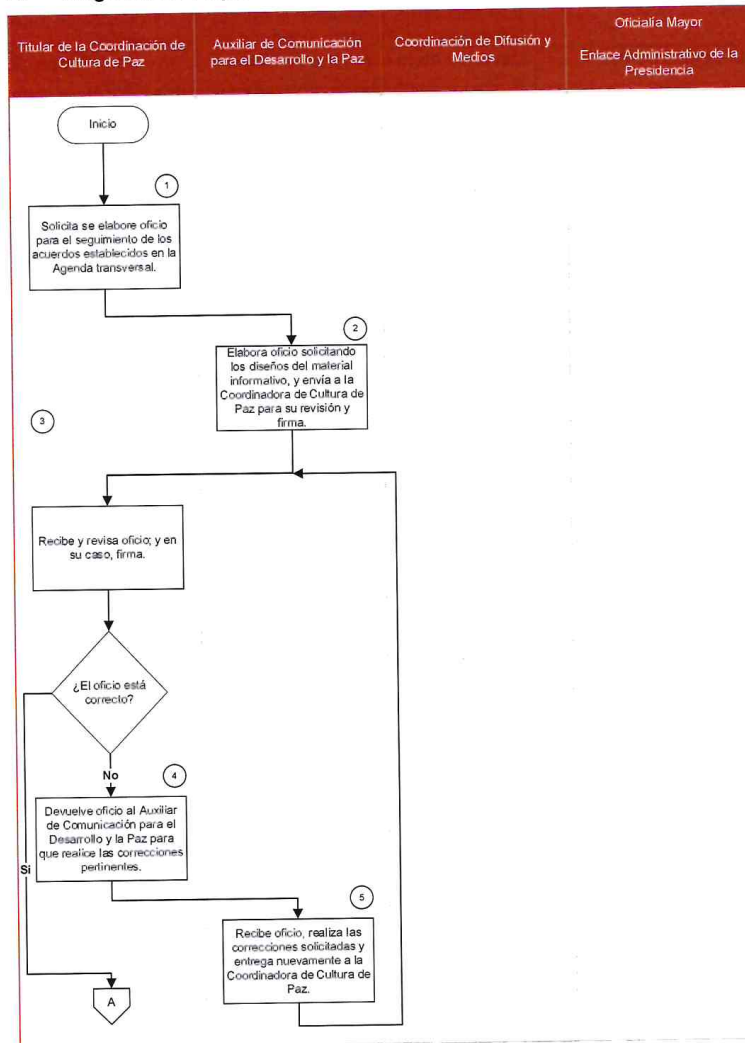 Titular de la Coordinación de
Cultura de Paz
Auxiliar de Comunicación
para el Desarrollo y la Paz
Coordinación de Difusión y
Medios
Oficialía Mayor
Enlace Administrativo de la
Presidencia
Inicio
1
Solicita se elabore oficio
para el seguimiento de los
acuerdos establecidos en la
Agenda transversal.
2
Elabora oficio solicitando
los diseños del material
informativo, y envía a la
Coordinadora de Cultura de
Paz para su revisión y
firma.
3
Recibe y revisa oficio; y en
su caso, firma.
¿El oficio está
correcto?
No
4
Devuelve oficio al Auxiliar
de Comunicación para el
Desarrollo y la Paz para
que realice las correcciones
pertinentes.
Si
5
Recibe oficio, realiza las
correcciones solicitadas y
entrega nuevamente a la
Coordinadora de Cultura de
Paz.
A